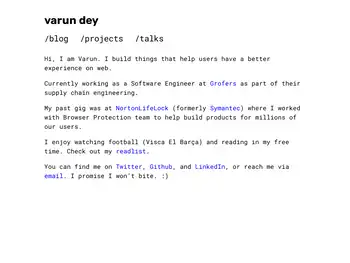 varun dey
/blog /projects /talks
Hi, I am Varun. I build things that help users have a better
experience on web.
Currently working as a Software Engineer at Grofers as part of their
supply chain engineering.
My past gig was at NortonLifeLock (formerly Symantec) where I worked
with Browser Protection team to help build products for millions of
our users.
I enjoy watching football (Visca El Barça) and reading in my free
time. Check out my readlist.
You can find me on Twitter, Github, and LinkedIn, or reach me via
email. I promise I won't bite. :)